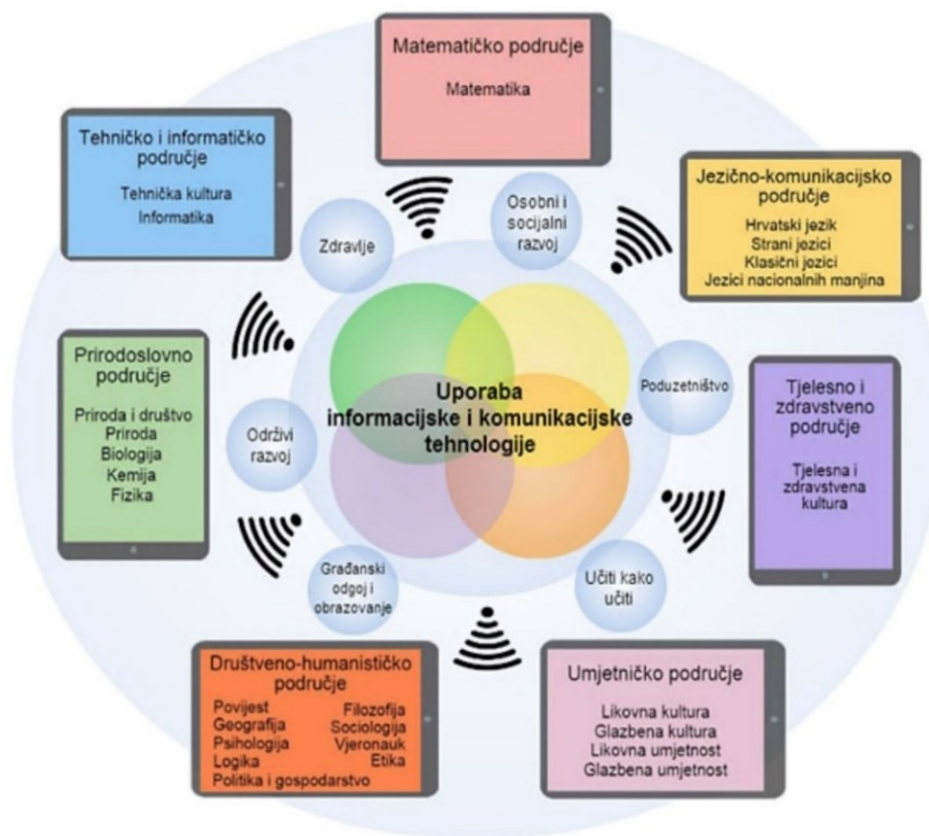 Matematičko područje
Matematika
Tehničko i informatičko
područje
Tehnička kultura
Informatika
Osobni i
socijalni
razvoj
Jezično-komunikacijsko
područje
Hrvatski jezik
Strani jezici
Klasični jezici
Jezici nacionalnih manjina
Zdravlje
Prirodoslovno
područje
Priroda i društvo
Priroda
Biologija
Kemija
Fizika
Uporaba
informacijske i komunikacijske
tehnologije
Poduzetništvo
Tjelesno i
zdravstveno
područje
Tjelesna i
zdravstvena
kultura
Održivi
razvoj
Građanski
odgoj i
obrazovanje
Učiti kako
učiti
Društveno-humanističko
područje
Povijest Filozofija
Geografija Sociologija
Psihologija Vjeronauk
Logika Etika
Politika i gospodarstvo
Umjetničko područje
Likovna kultura
Glazbena kultura
Likovna umjetnost
Glazbena umjetnost